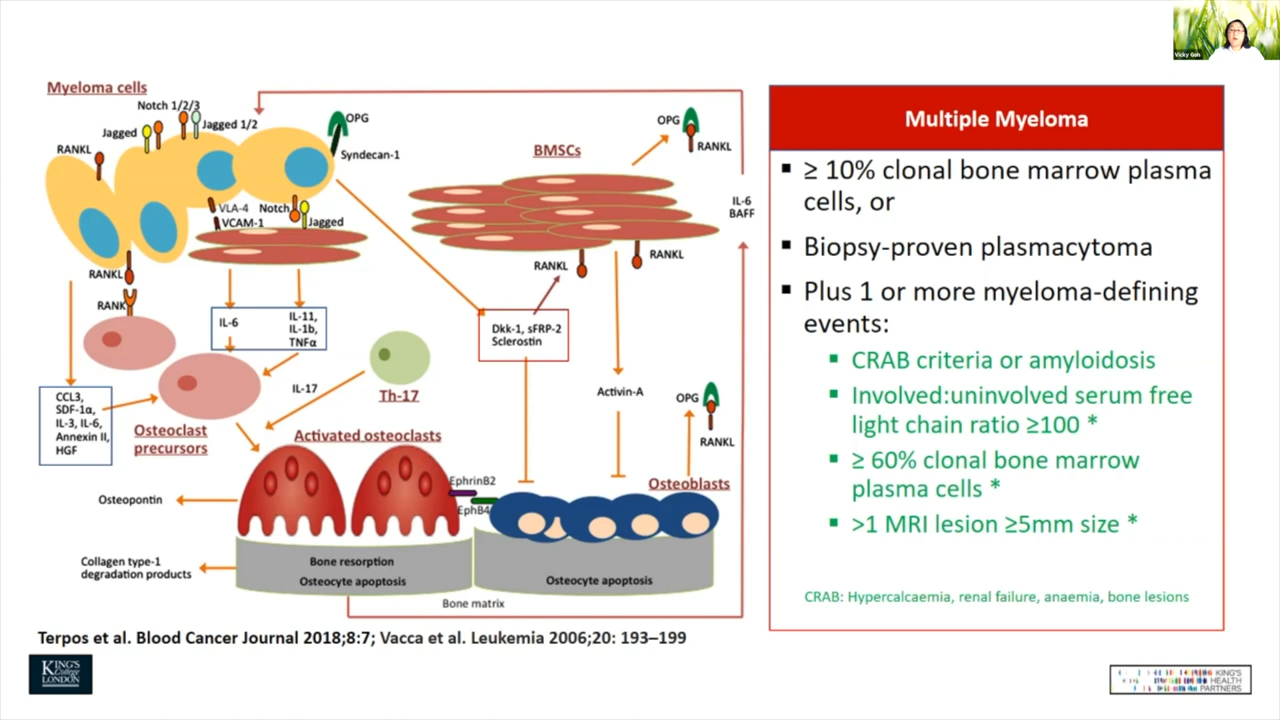 Vicky Goh
Myeloma cells
Notch 1/2/3
Jagged
Jagged 1/2
RANKL
OPG
Syndecan-1
VLA-4
VCAM-1
Notch
Jagged
RANKL
RANK
IL-6
IL-11,
IL-1b,
TNFα
CCL3,
SDF-1α,
IL-3, IL-6,
Annexin II,
HGF
Osteoclast
precursors
IL-17
Th-17
BMSCs
OPG
RANKL
IL-6
BAFF
RANKL
RANKL
Dkk-1, sFRP-2
Sclerostin
Activin-A
OPG
RANKL
Activated osteoclasts
Osteoblasts
EphrinB2
EphB4
Osteopontin
Collagen type-1
degradation products
Bone resorption
Osteocyte apoptosis
Osteocyte apoptosis
Bone matrix
Terpos et al. Blood Cancer Journal 2018;8:7; Vacca et al. Leukemia 2006;20: 193–199
Multiple Myeloma
▪ ≥ 10% clonal bone marrow plasma
cells, or
▪ Biopsy-proven plasmacytoma
▪ Plus 1 or more myeloma-defining
events:
▪ CRAB criteria or amyloidosis
▪ Involved:uninvolved serum free
light chain ratio ≥100 *
▪ ≥ 60% clonal bone marrow
plasma cells *
▪ >1 MRI lesion ≥5mm size *
CRAB: Hypercalcaemia, renal failure, anaemia, bone lesions
KING'S
College
LONDON
KING'S
HEALTH
PARTNERS